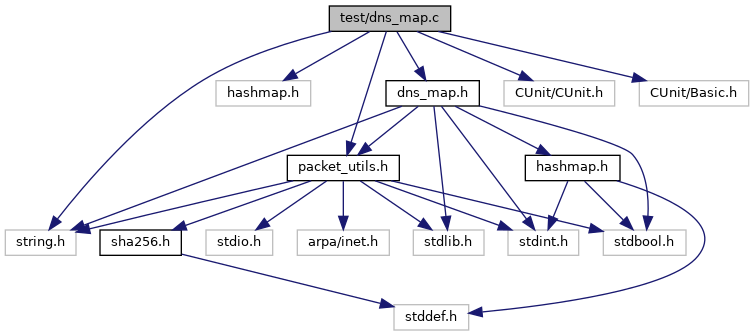 test/dns_map.c
hashmap.h
dns_map.h
CUnit/CUnit.h
CUnit/Basic.h
packet_utils.h
hashmap.h
string.h
sha256.h
stdio.h
arpa/inet.h
stdlib.h
stdint.h
stdbool.h
stddef.h